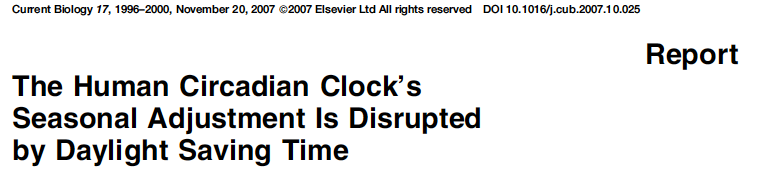 Current Biology 17, 1996–2000, November 20, 2007 ©2007 Elsevier Ltd All rights reserved DOI 10.1016/j.cub.2007.10.025
Report
The Human Circadian Clock’s
Seasonal Adjustment Is Disrupted
by Daylight Saving Time